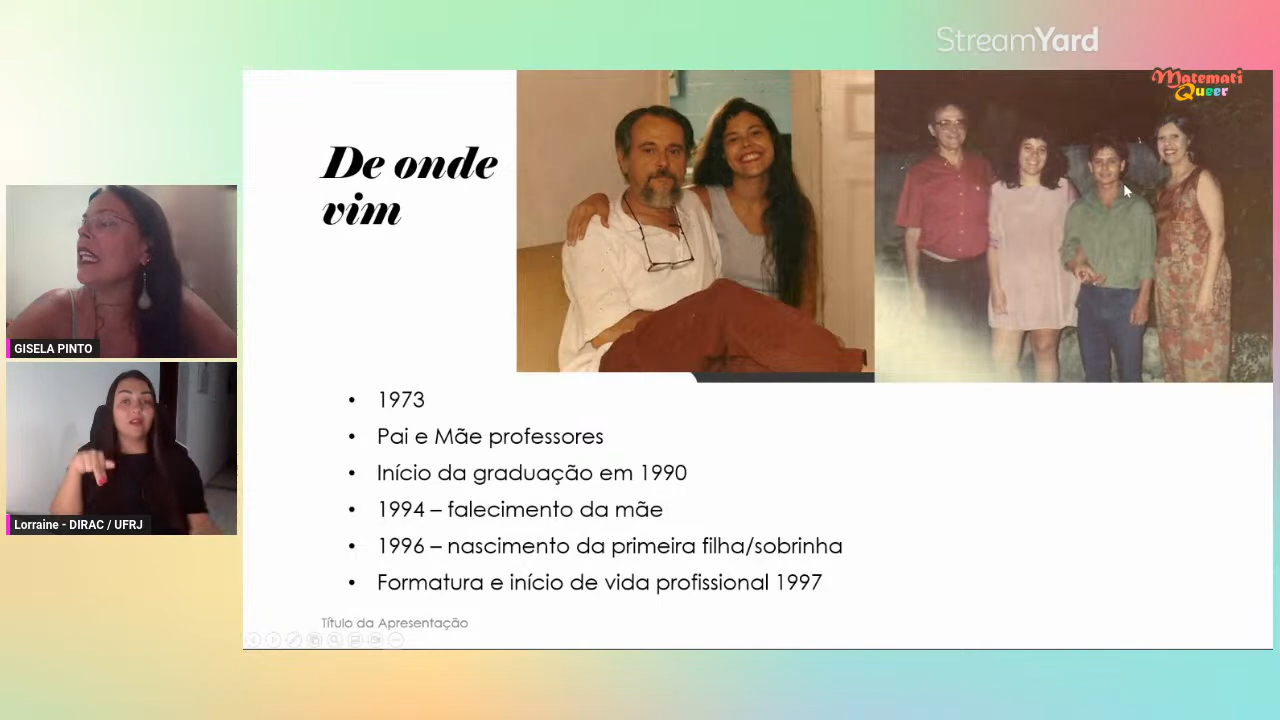 StreamYard
Matemati
Queer
De onde
vim
GISELA PINTO
Lorraine - DIRAC / UFRJ
• 1973
• Pai e Mãe professores
• Início da graduação em 1990
• 1994 – falecimento da mãe
• 1996 – nascimento da primeira filha/sobrinha
• Formatura e início de vida profissional 1997
Título da Apresentação